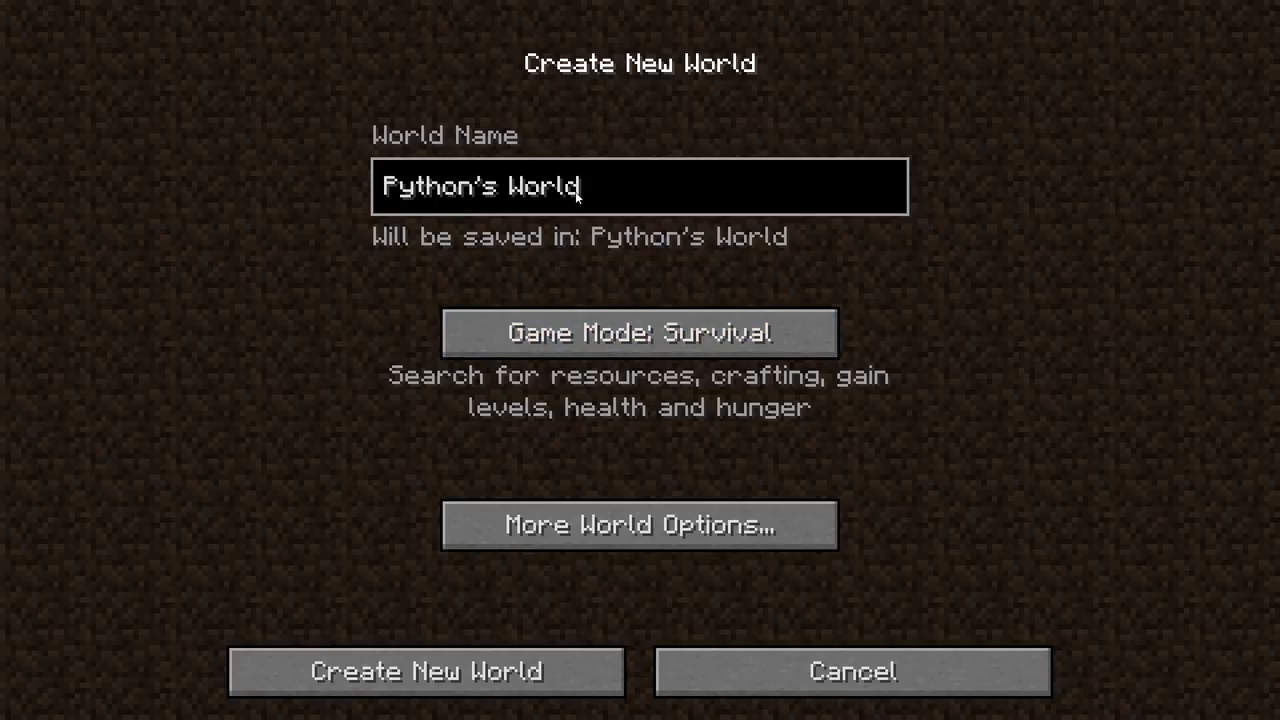 Create New World
World Name
Python's World
Will be saved in: Python's World
Game Mode: Survival
Search for resources, crafting, gain
levels, health and hunger
More World Options...
Create New World
Cancel